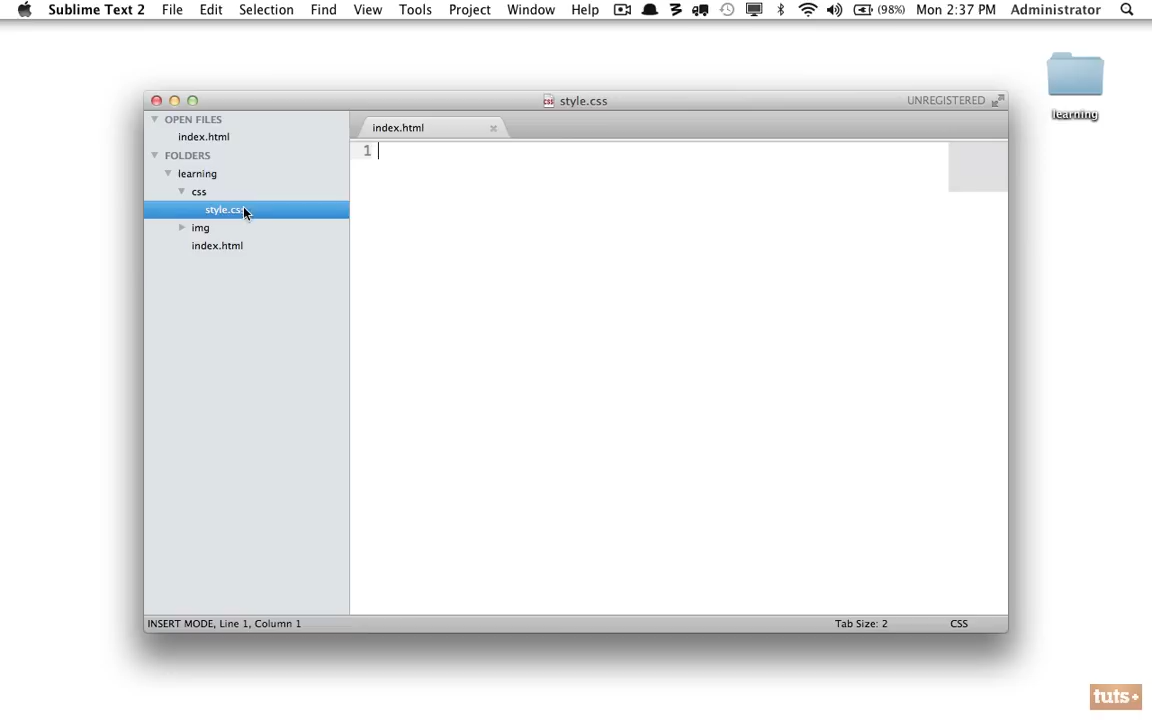 Sublime Text 2 File Edit Selection Find View Tools Project Window Help (98%) Mon 2:37 PM Administrator
learning
style.css UNREGISTERED
OPEN FILES
index.html
FOLDERS
learning
css
style.css
img
index.html
index.html
1
INSERT MODE, Line 1, Column 1 Tab Size: 2 CSS
tuts+